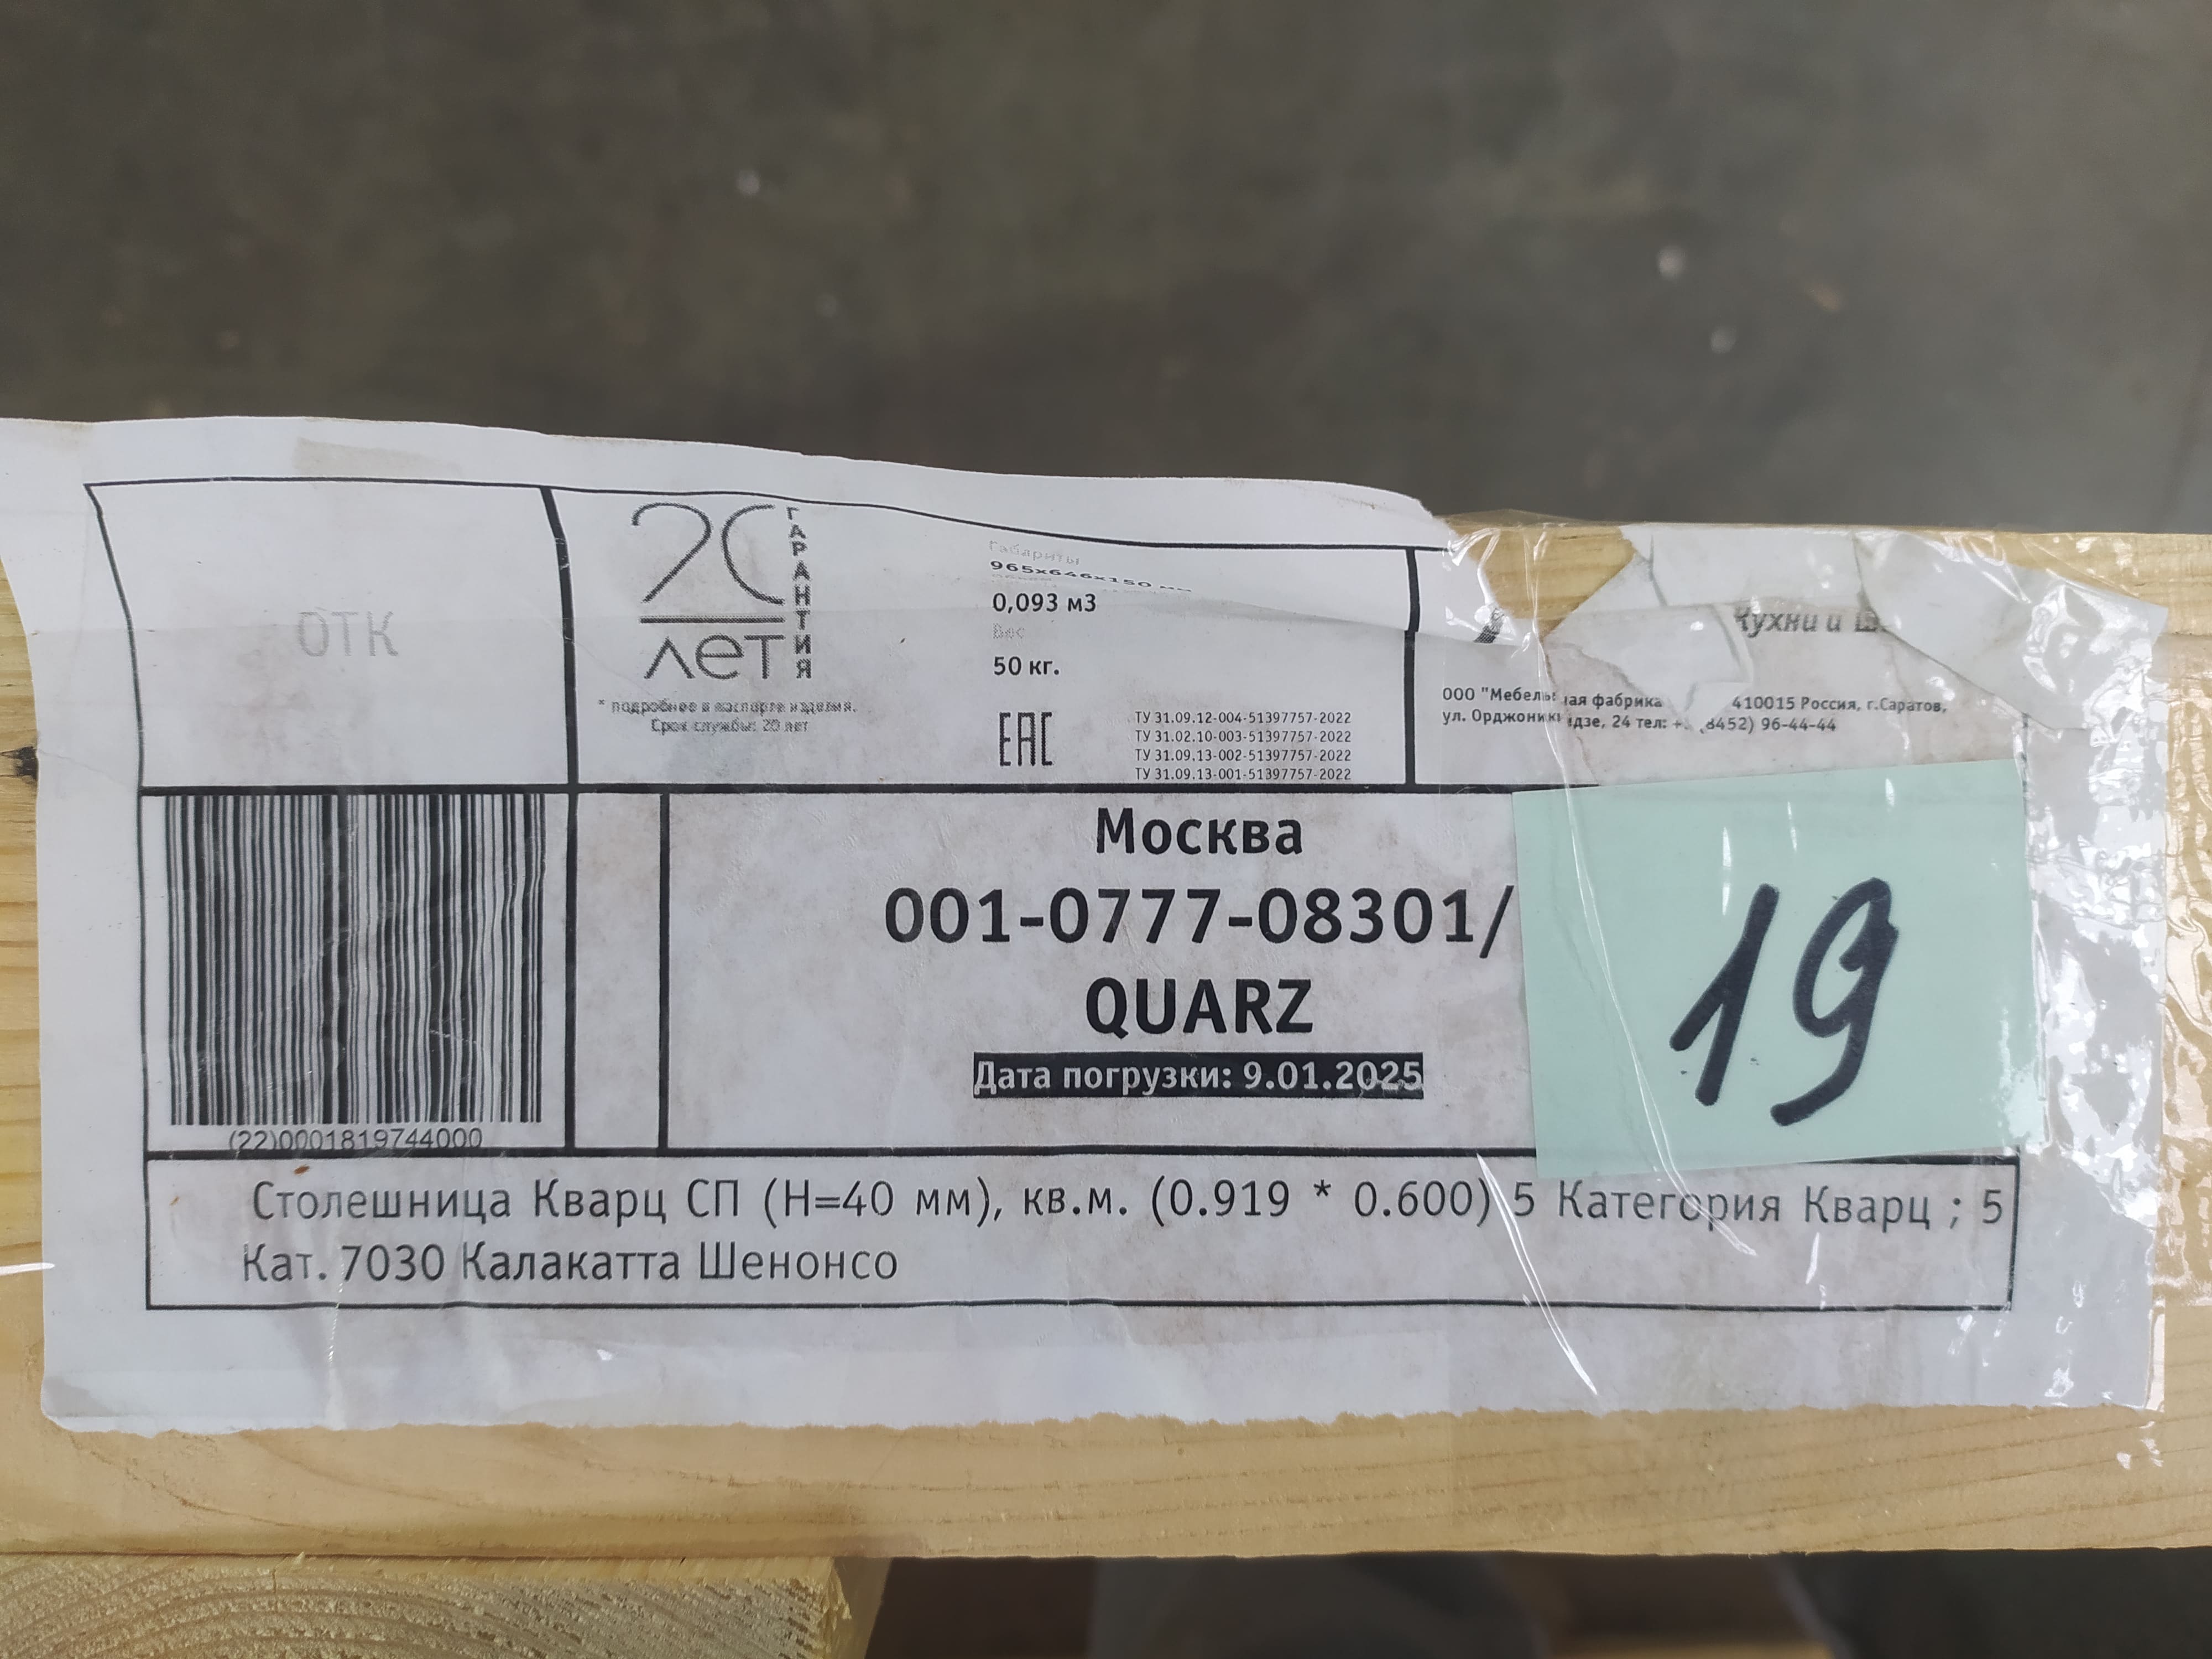 ОТК
20
ЛЕТ
ГАРАНТИЯ
* подробнее в паспорте изделия.
Срок службы: 20 лет
Габариты
965x646x150 мм
0,093 м3
Вес
50 кг.
ЕАС
ТУ 31.09.12-004-51397757-2022
ТУ 31.02.10-003-51397757-2022
ТУ 31.09.13-002-51397757-2022
ТУ 31.09.13-001-51397757-2022
Кухни и
ООО "Мебельная фабрика 410015 Россия, г.Саратов,
ул. Орджоникидзе, 24 тел: (8452) 96-44-44
(22)0001819744000
Москва
001-0777-08301/
QUARZ
Дата погрузки: 9.01.2025
19
Столешница Кварц СП (Н=40 мм), кв.м. (0.919 * 0.600) 5 Категория Кварц ; 5
Кат. 7030 Калакатта Шенонсо